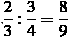 2/3 : 3/4 = 8/9